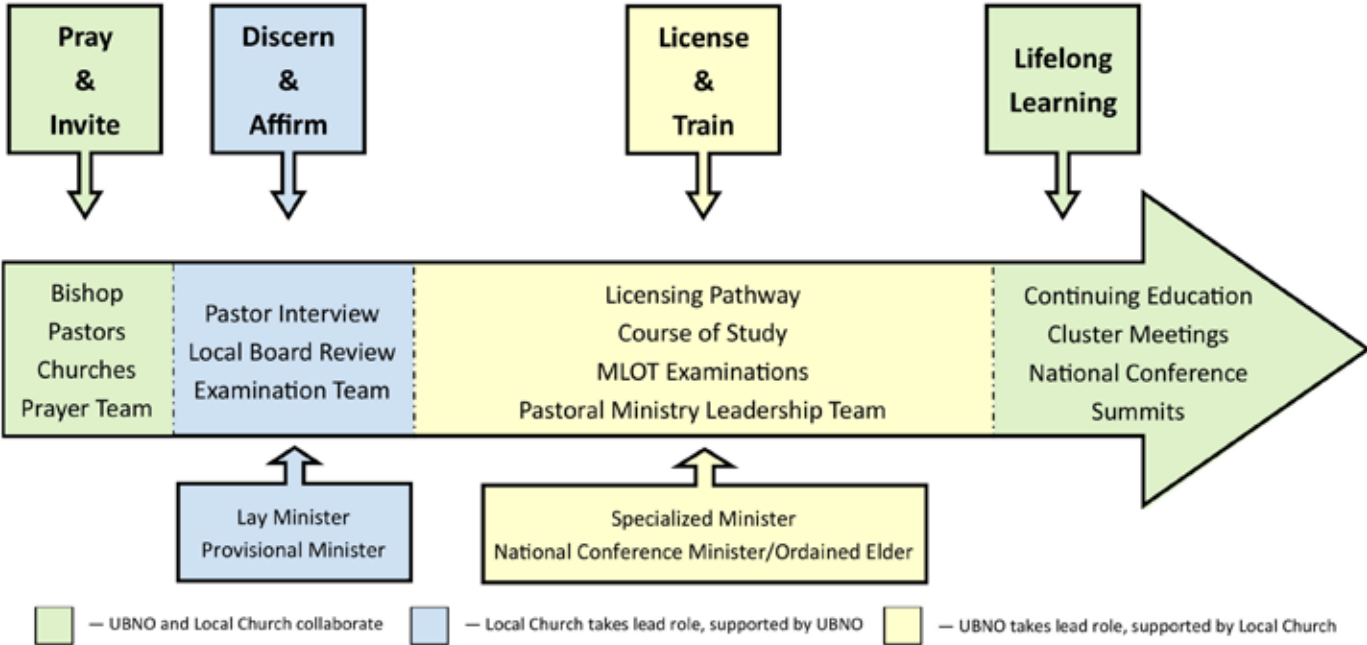 Pray
&
Invite
Discern
&
Affirm
License
&
Train
Lifelong
Learning
Bishop
Pastors
Churches
Prayer Team
Pastor Interview
Local Board Review
Examination Team
Licensing Pathway
Course of Study
MLOT Examinations
Pastoral Ministry Leadership Team
Continuing Education
Cluster Meetings
National Conference
Summits
Lay Minister
Provisional Minister
Specialized Minister
National Conference Minister/Ordained Elder
— UBNO and Local Church collaborate
— Local Church takes lead role, supported by UBNO
— UBNO takes lead role, supported by Local Church